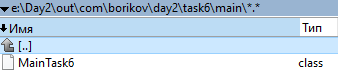 e:\Day2\out\com\borikov\day2\task6\main\*.*
Имя Тип
[..]
MainTask6 class